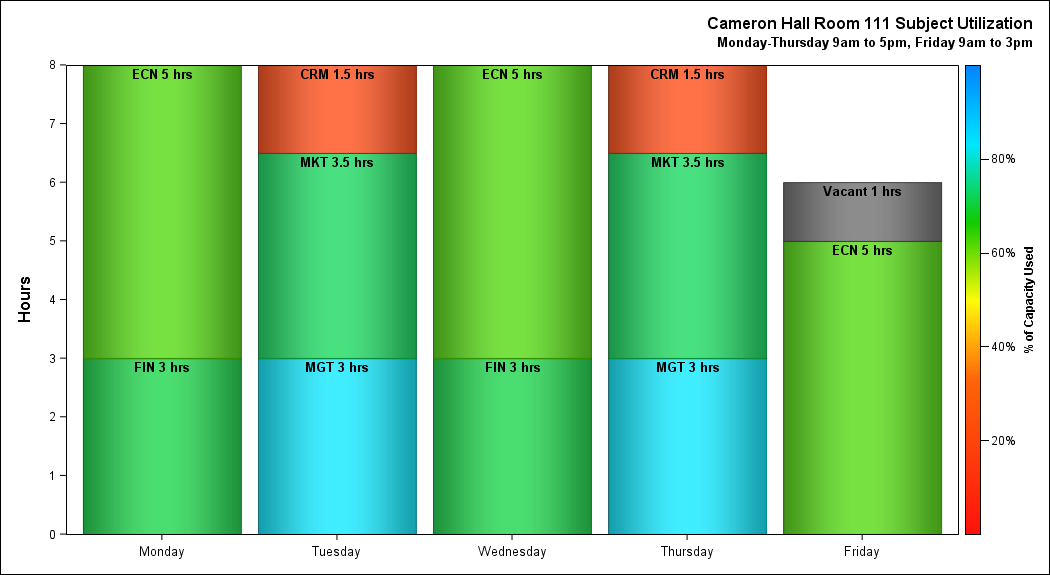 Cameron Hall Room 111 Subject Utilization
Monday-Thursday 9am to 5pm, Friday 9am to 3pm
Hours
8
7
6
5
4
3
2
1
0
ECN 5 hrs
FIN 3 hrs
CRM 1.5 hrs
MKT 3.5 hrs
MGT 3 hrs
ECN 5 hrs
FIN 3 hrs
CRM 1.5 hrs
MKT 3.5 hrs
MGT 3 hrs
Vacant 1 hrs
ECN 5 hrs
Monday
Tuesday
Wednesday
Thursday
Friday
80%
60%
40%
20%
% of Capacity Used